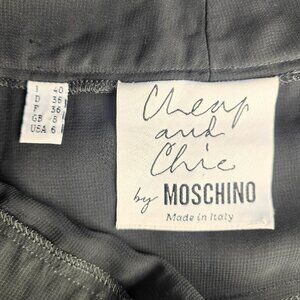 I 40
D 36
F 36
GB 8
USA 6
Cheap
and
Chic
by MOSCHINO
Made in Italy